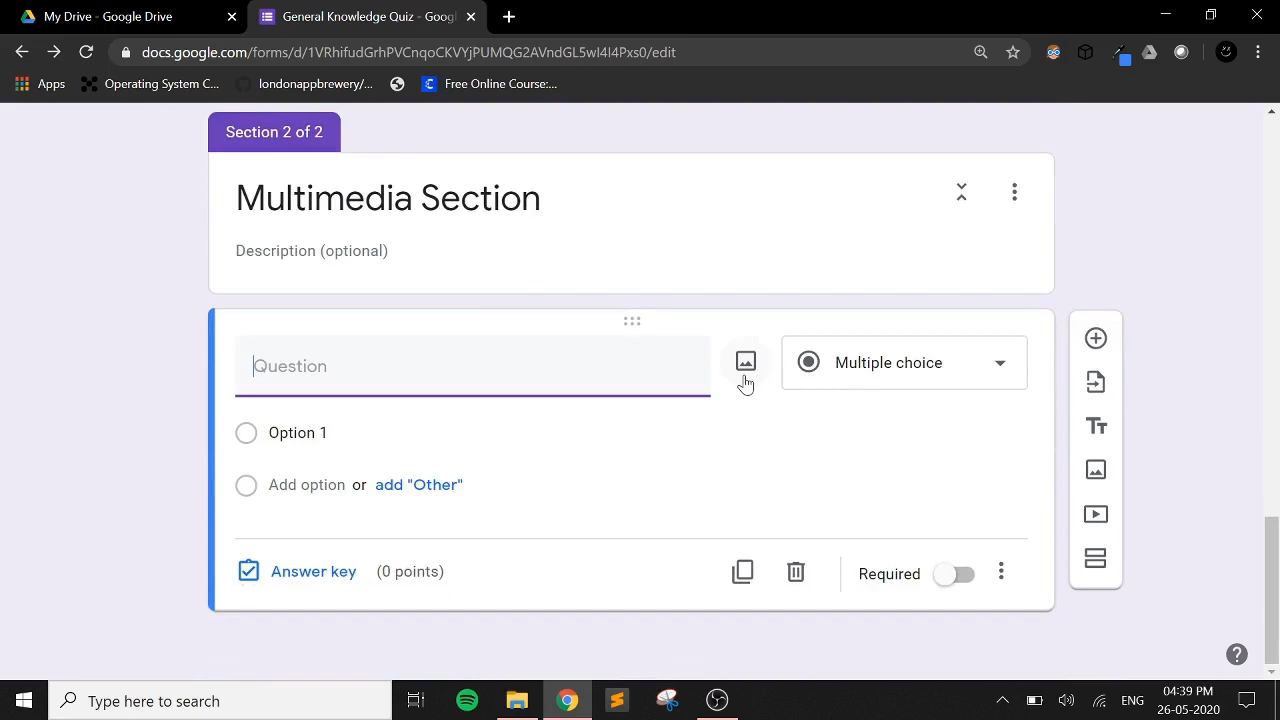 My Drive - Google Drive
General Knowledge Quiz - Googl
docs.google.com/forms/d/1VRhifudGrhPVCnqoCKVYjPUMQG2AVndGL5wI4I4Pxs0/edit
Apps
Operating System C...
londonappbrewery/...
Free Online Course:...
Section 2 of 2
Multimedia Section
Description (optional)
Question
Multiple choice
Option 1
Add option or add "Other"
Answer key (0 points)
Required
Type here to search
ENG
04:39 PM
26-05-2020